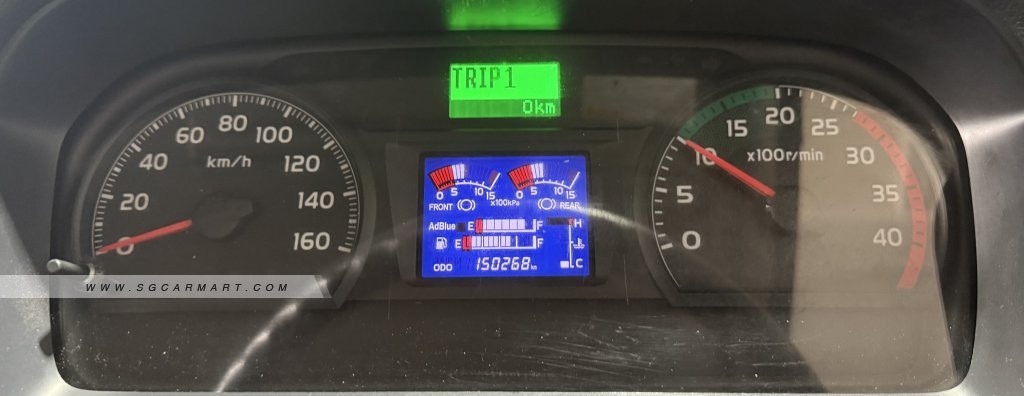 TRIP1
0km
0
20
40
60
80
100
120
140
160
km/h
0 5 10 15
0 5 10 15
FRONT x100kPa REAR
AdBlue E F H
E F
ODO 150268 km C
0
5
10
15
20
25
30
35
40
x100r/min
WWW.SGCARMART.COM